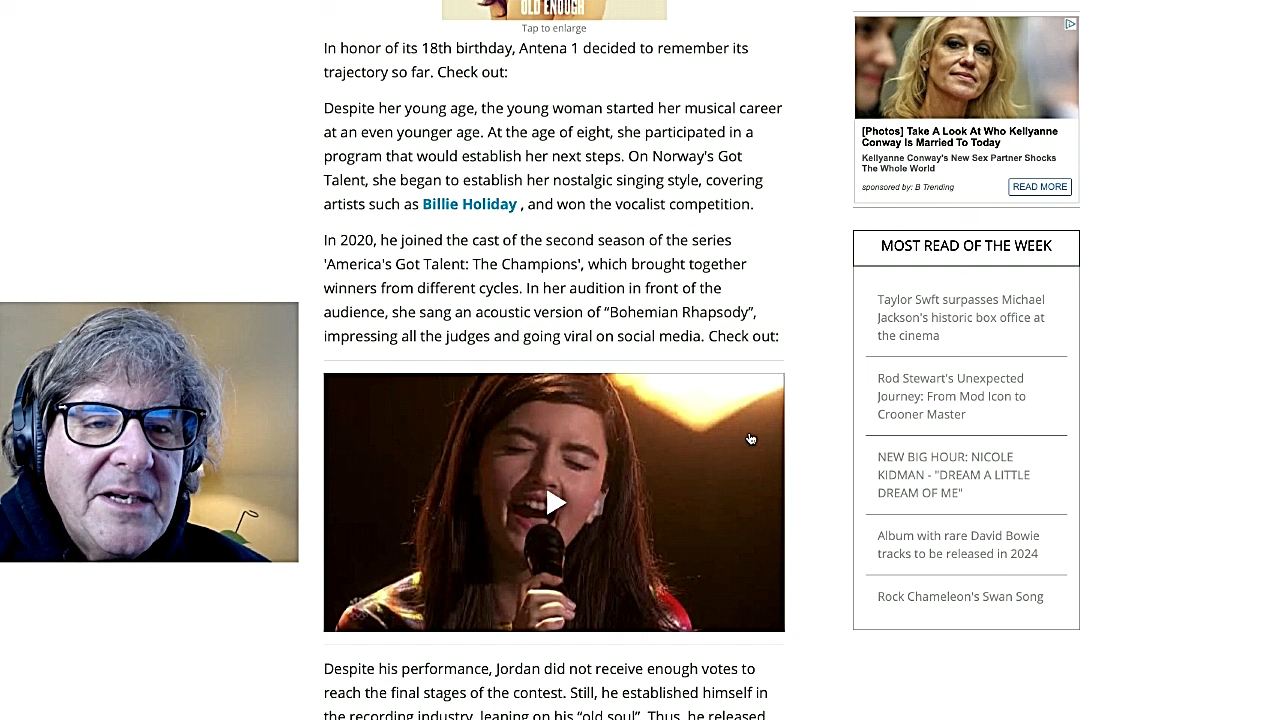 OLD ENOUGH
Tap to enlarge
In honor of its 18th birthday, Antena 1 decided to remember its
trajectory so far. Check out:
Despite her young age, the young woman started her musical career
at an even younger age. At the age of eight, she participated in a
program that would establish her next steps. On Norway's Got
Talent, she began to establish her nostalgic singing style, covering
artists such as Billie Holiday , and won the vocalist competition.
In 2020, he joined the cast of the second season of the series
'America's Got Talent: The Champions', which brought together
winners from different cycles. In her audition in front of the
audience, she sang an acoustic version of “Bohemian Rhapsody”,
impressing all the judges and going viral on social media. Check out:
Despite his performance, Jordan did not receive enough votes to
reach the final stages of the contest. Still, he established himself in
the recording industry, leaning on his “old soul”. Thus, he released
[Photos] Take A Look At Who Kellyanne
Conway Is Married To Today
Kellyanne Conway's New Sex Partner Shocks
The Whole World
sponsored by: B Trending
READ MORE
MOST READ OF THE WEEK
Taylor Swft surpasses Michael
Jackson's historic box office at
the cinema
Rod Stewart's Unexpected
Journey: From Mod Icon to
Crooner Master
NEW BIG HOUR: NICOLE
KIDMAN - "DREAM A LITTLE
DREAM OF ME"
Album with rare David Bowie
tracks to be released in 2024
Rock Chameleon's Swan Song